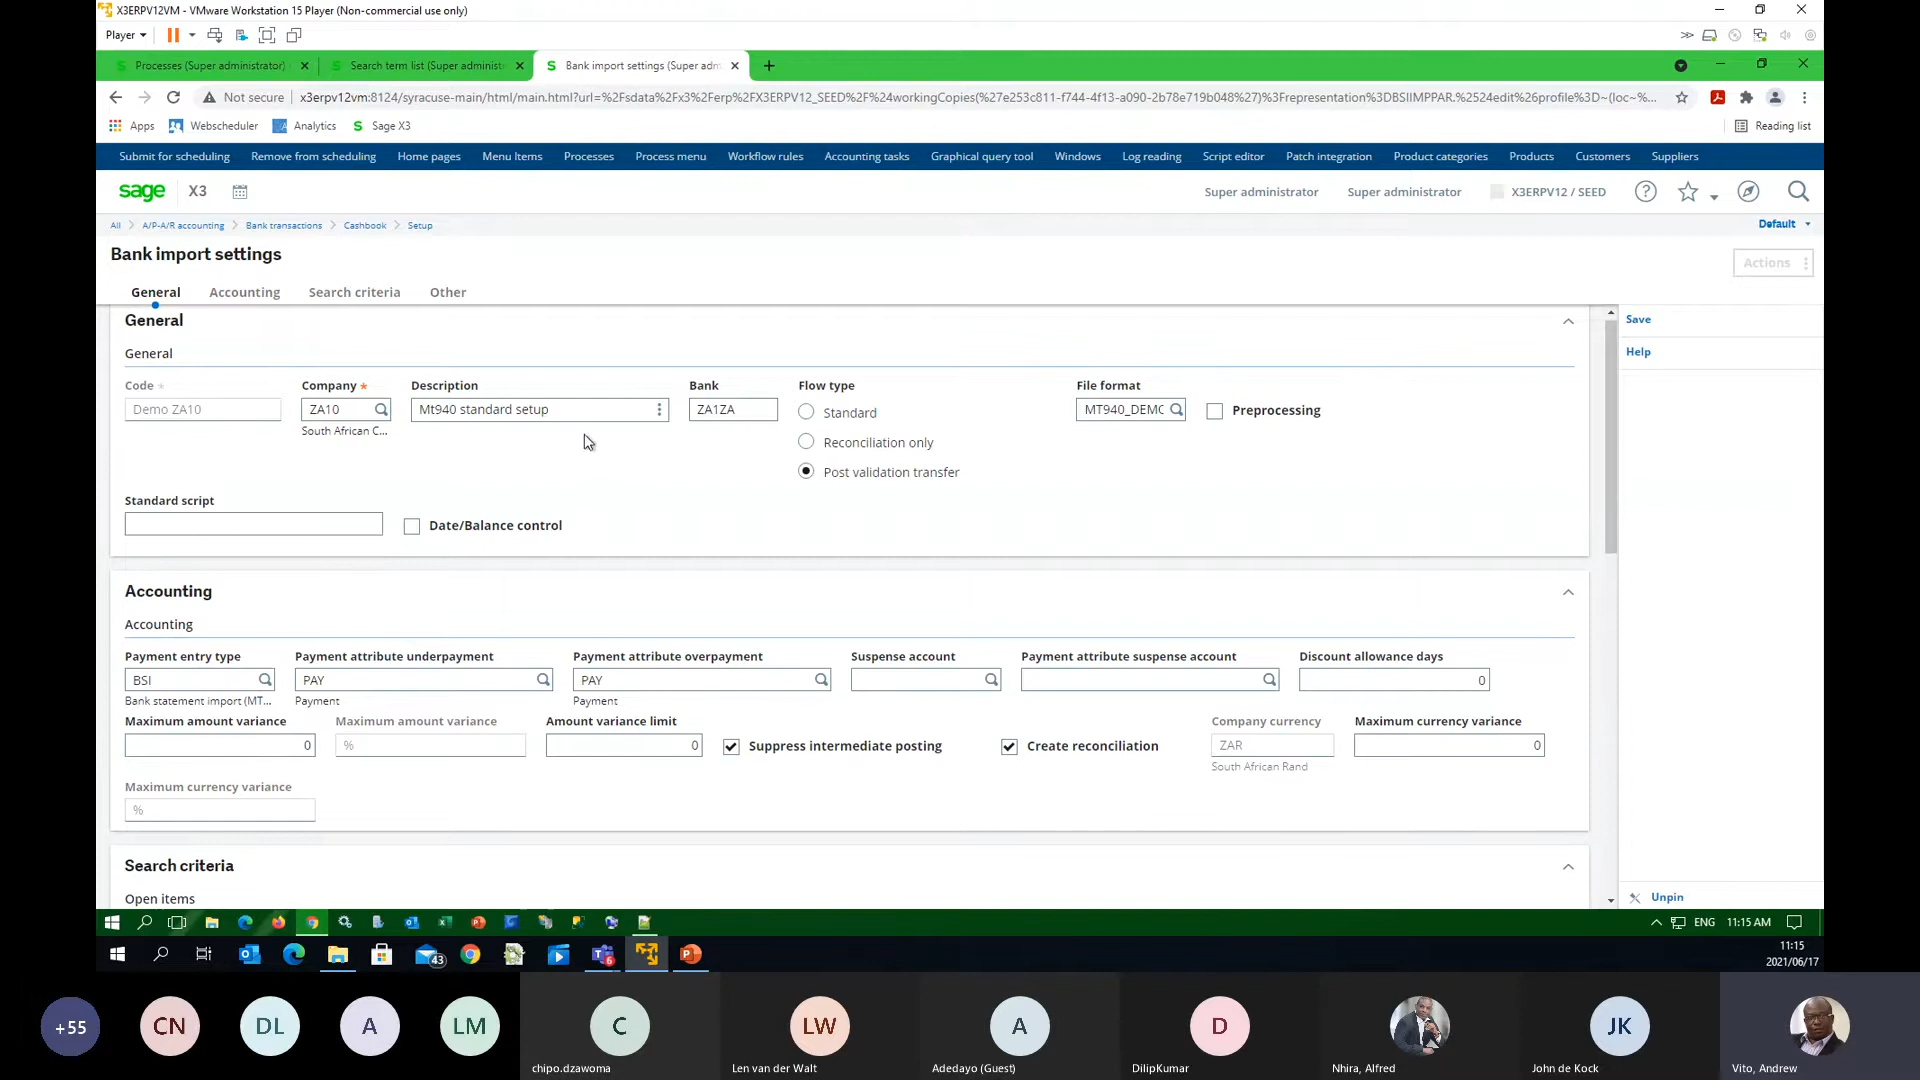 X3ERPV12VM - VMware Workstation 15 Player (Non-commercial use only)
Player
Processes (Super administrator)
Search term list (Super administ
Bank import settings (Super adm
Not secure
x3erpv12vm:8124/syracuse-main/html/main.html?url=%2Fsdata%2Fx3%2Ferp%2FX3ERPV12_SEED%2F%24workingCopies(%27e253c811-f744-4f13-a090-2b78e719b048%27)%3Frepresentation%3DBSIIMPPAR.%2524edit%26profile%3D~(loc~%...
Apps Webscheduler Analytics Sage X3
Reading list
Submit for scheduling Remove from scheduling Home pages Menu Items Processes Process menu Workflow rules Accounting tasks Graphical query tool Windows Log reading Script editor Patch integration Product categories Products Customers Suppliers
sage X3
Super administrator Super administrator X3ERPV12 / SEED
All A/P-A/R accounting Bank transactions Cashbook Setup
Default
Bank import settings
Actions
General Accounting Search criteria Other
General
Save
General
Help
Code * Company * Description Bank Flow type File format
Demo ZA10 ZA10 Mt940 standard setup ZA1ZA Standard MT940_DEMC Preprocessing
South African C...
Reconciliation only
Post validation transfer
Standard script
Date/Balance control
Accounting
Accounting
Payment entry type Payment attribute underpayment Payment attribute overpayment Suspense account Payment attribute suspense account Discount allowance days
BSI PAY PAY 0
Bank statement import (MT... Payment Payment
Maximum amount variance Maximum amount variance Amount variance limit Company currency Maximum currency variance
0 % 0 Suppress intermediate posting Create reconciliation ZAR 0
South African Rand
Maximum currency variance
%
Search criteria
Open items
Unpin
ENG 11:15 AM
43 6
11:15
2021/06/17
+55 CN DL A LM C LW A D JK
chipo.dzawoma Len van der Walt Adedayo (Guest) DilipKumar Nhira, Alfred John de Kock Vito, Andrew